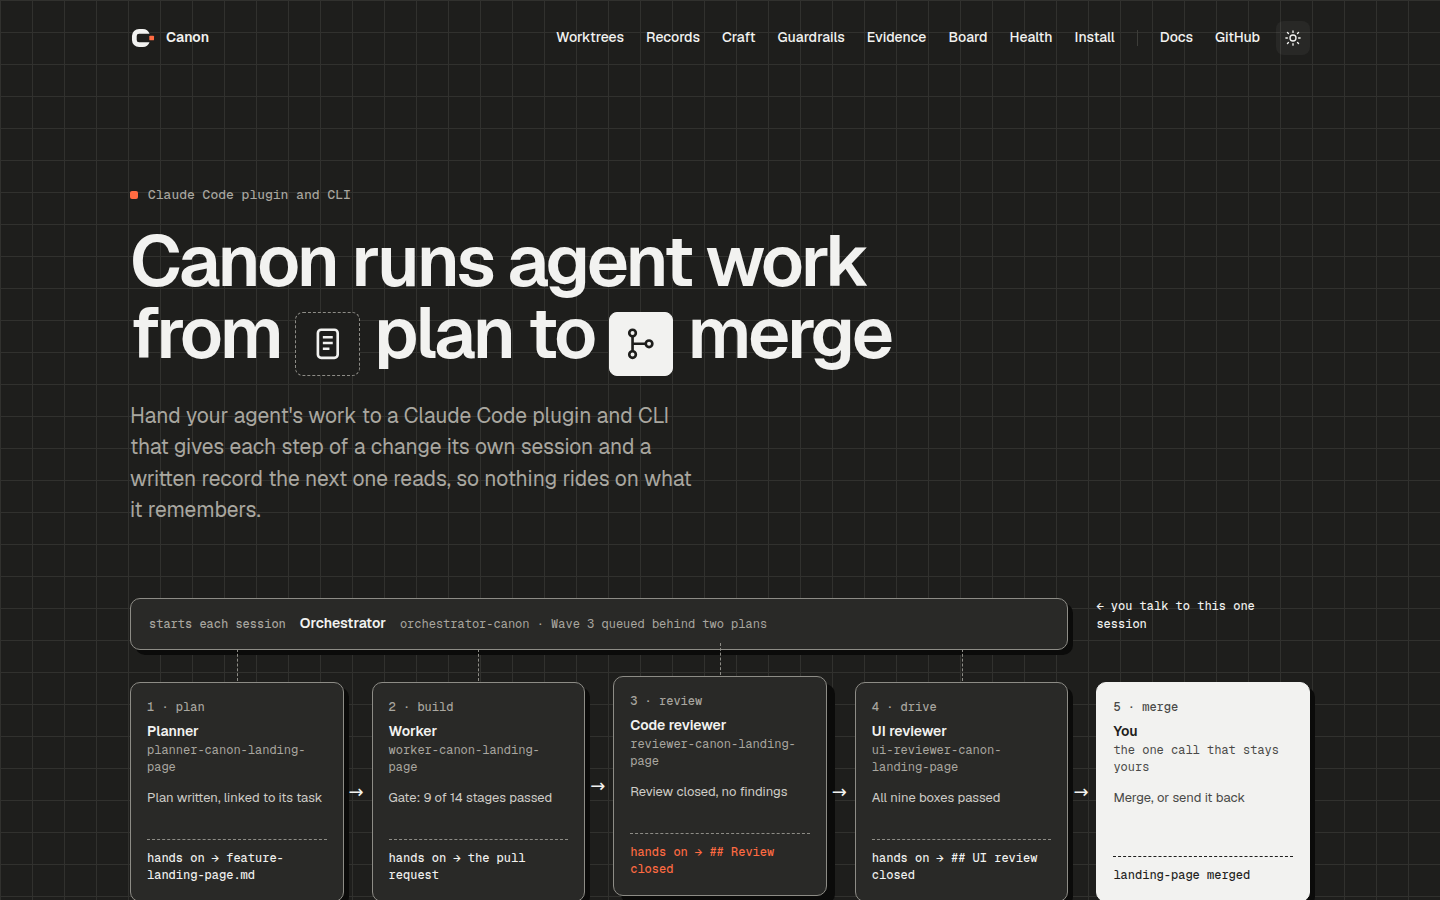 Canon
Worktrees Records Craft Guardrails Evidence Board Health Install Docs GitHub
Claude Code plugin and CLI
Canon runs agent work
from plan to merge
Hand your agent's work to a Claude Code plugin and CLI
that gives each step of a change its own session and a
written record the next one reads, so nothing rides on what
it remembers.
starts each session Orchestrator orchestrator-canon · Wave 3 queued behind two plans
← you talk to this one
session
1 · plan
Planner
planner-canon-landing-
page
Plan written, linked to its task
hands on → feature-
landing-page.md
→
2 · build
Worker
worker-canon-landing-
page
Gate: 9 of 14 stages passed
hands on → the pull
request
→
3 · review
Code reviewer
reviewer-canon-landing-
page
Review closed, no findings
hands on → ## Review
closed
→
4 · drive
UI reviewer
ui-reviewer-canon-
landing-page
All nine boxes passed
hands on → ## UI review
closed
→
5 · merge
You
the one call that stays
yours
Merge, or send it back
landing-page merged